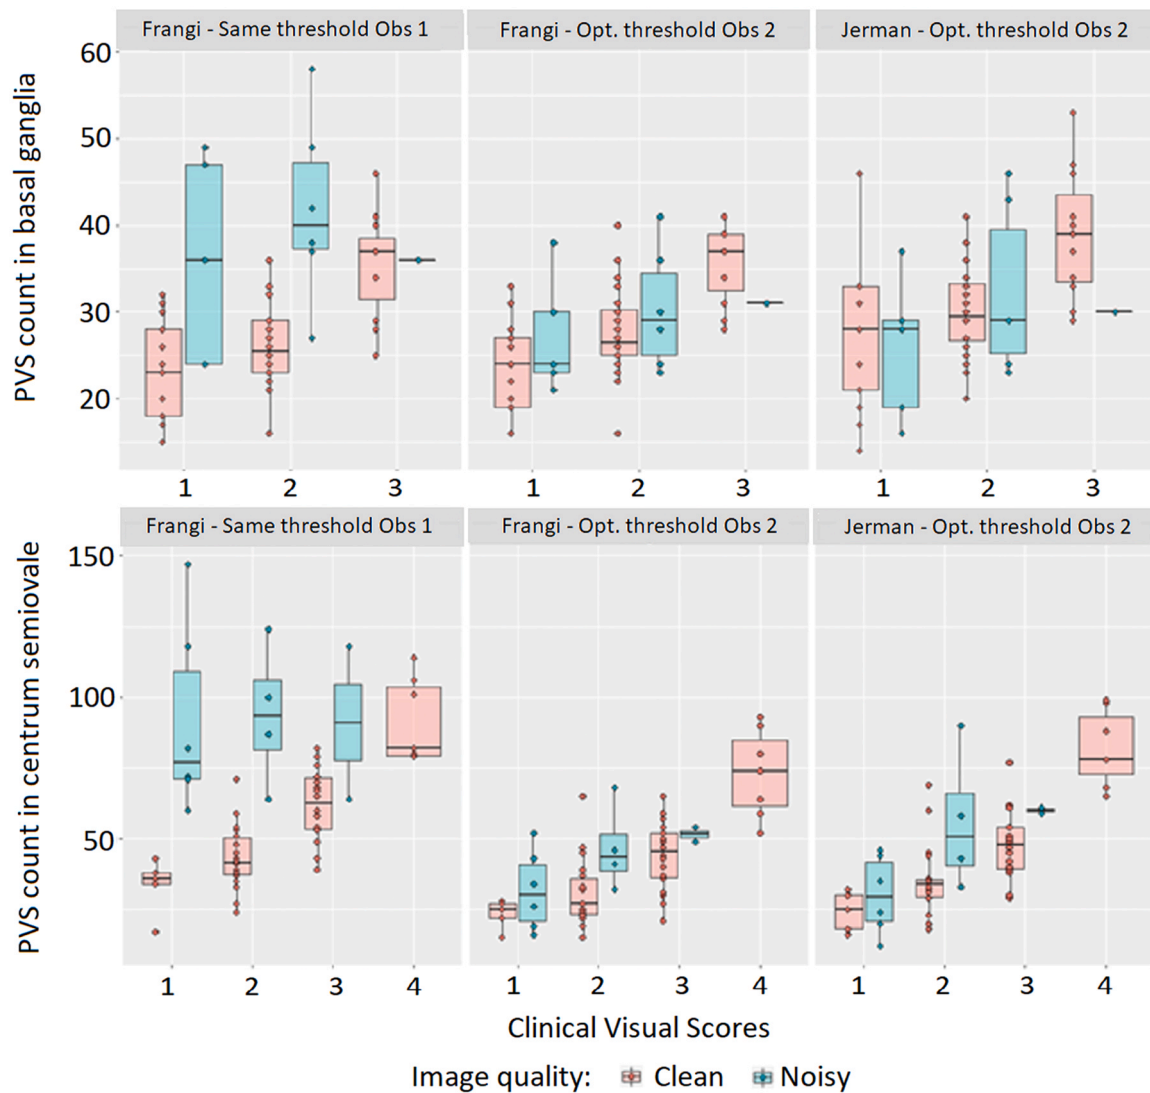 Frangi - Same threshold Obs 1 Frangi - Opt. threshold Obs 2 Jerman - Opt. threshold Obs 2
PVS count in basal ganglia
60
50
40
30
20
1 2 3 1 2 3 1 2 3
Frangi - Same threshold Obs 1 Frangi - Opt. threshold Obs 2 Jerman - Opt. threshold Obs 2
PVS count in centrum semiovale
150
100
50
1 2 3 4 1 2 3 4 1 2 3 4
Clinical Visual Scores
Image quality: Clean Noisy